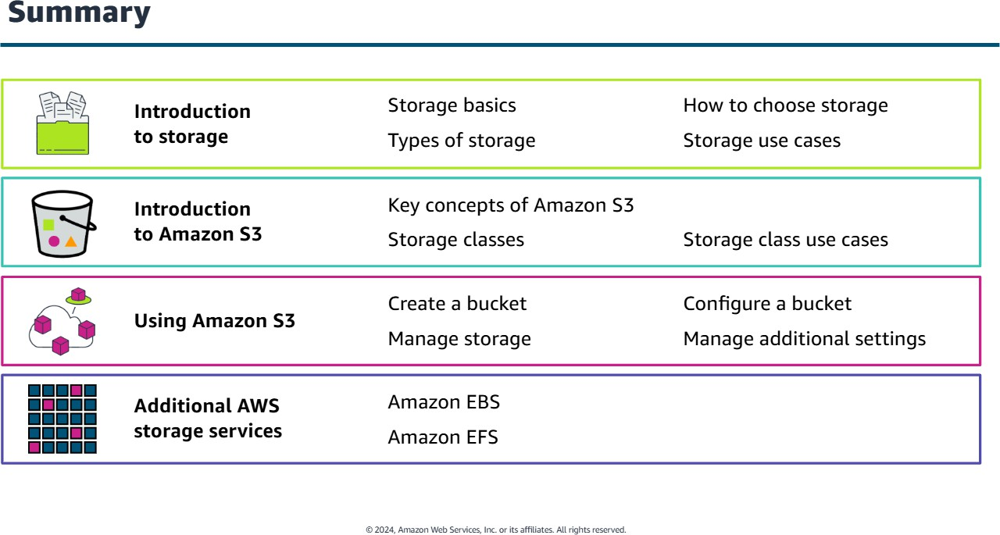 Summary
Introduction
to storage
Storage basics
How to choose storage
Types of storage
Storage use cases
Introduction
to Amazon S3
Key concepts of Amazon S3
Storage classes
Storage class use cases
Using Amazon S3
Create a bucket
Configure a bucket
Manage storage
Manage additional settings
Additional AWS
storage services
Amazon EBS
Amazon EFS
© 2024, Amazon Web Services, Inc. or its affiliates. All rights reserved.